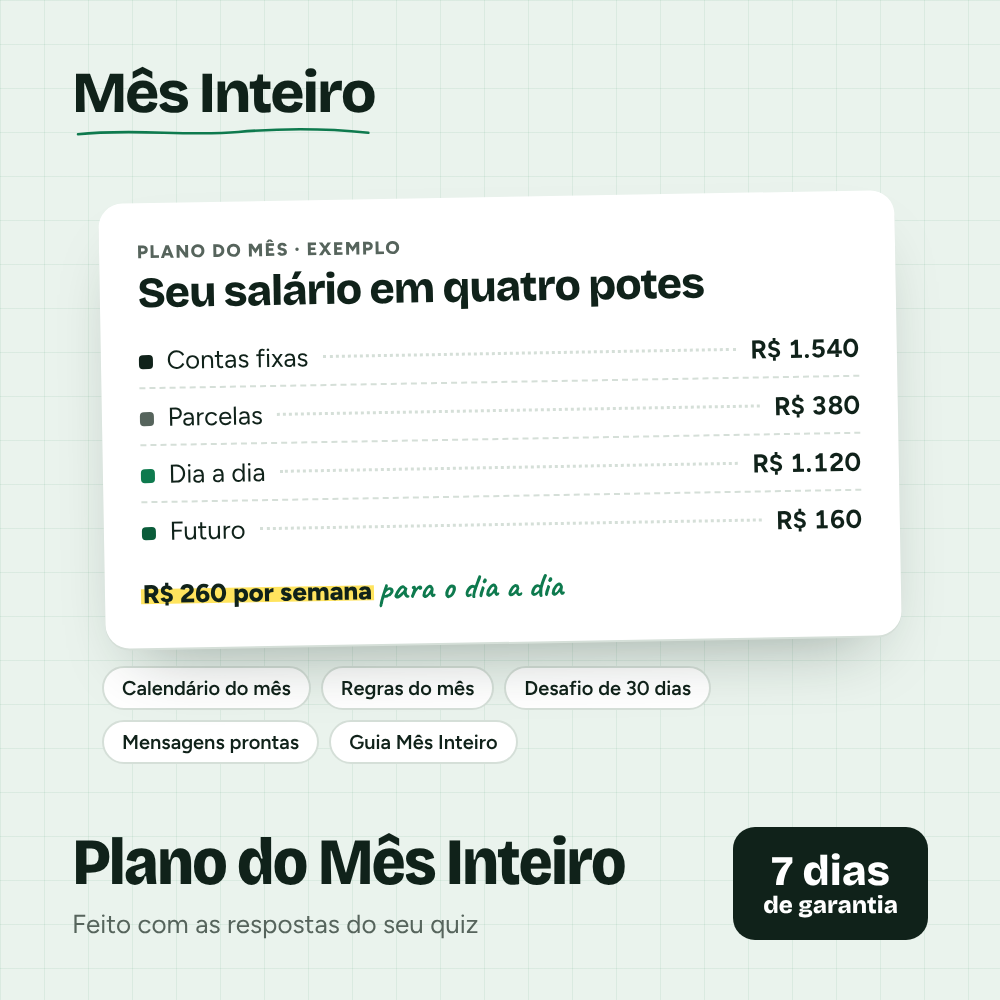 Mês Inteiro
PLANO DO MÊS · EXEMPLO
Seu salário em quatro potes
Contas fixas R$ 1.540
Parcelas R$ 380
Dia a dia R$ 1.120
Futuro R$ 160
R$ 260 por semana para o dia a dia
Calendário do mês Regras do mês Desafio de 30 dias
Mensagens prontas Guia Mês Inteiro
Plano do Mês Inteiro
Feito com as respostas do seu quiz
7 dias
de garantia